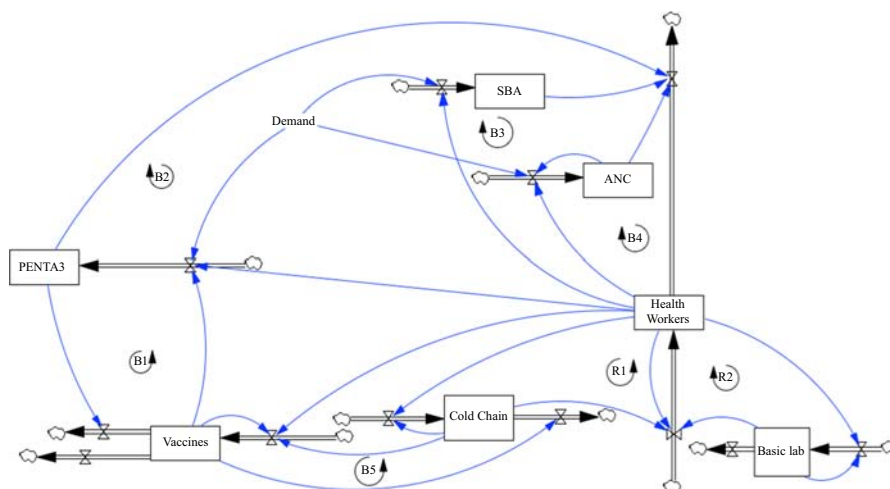 SBA
B3
Demand
B2
ANC
B4
PENTA3
Health
Workers
B1
R1
R2
Cold Chain
Vaccines
Basic lab
B5